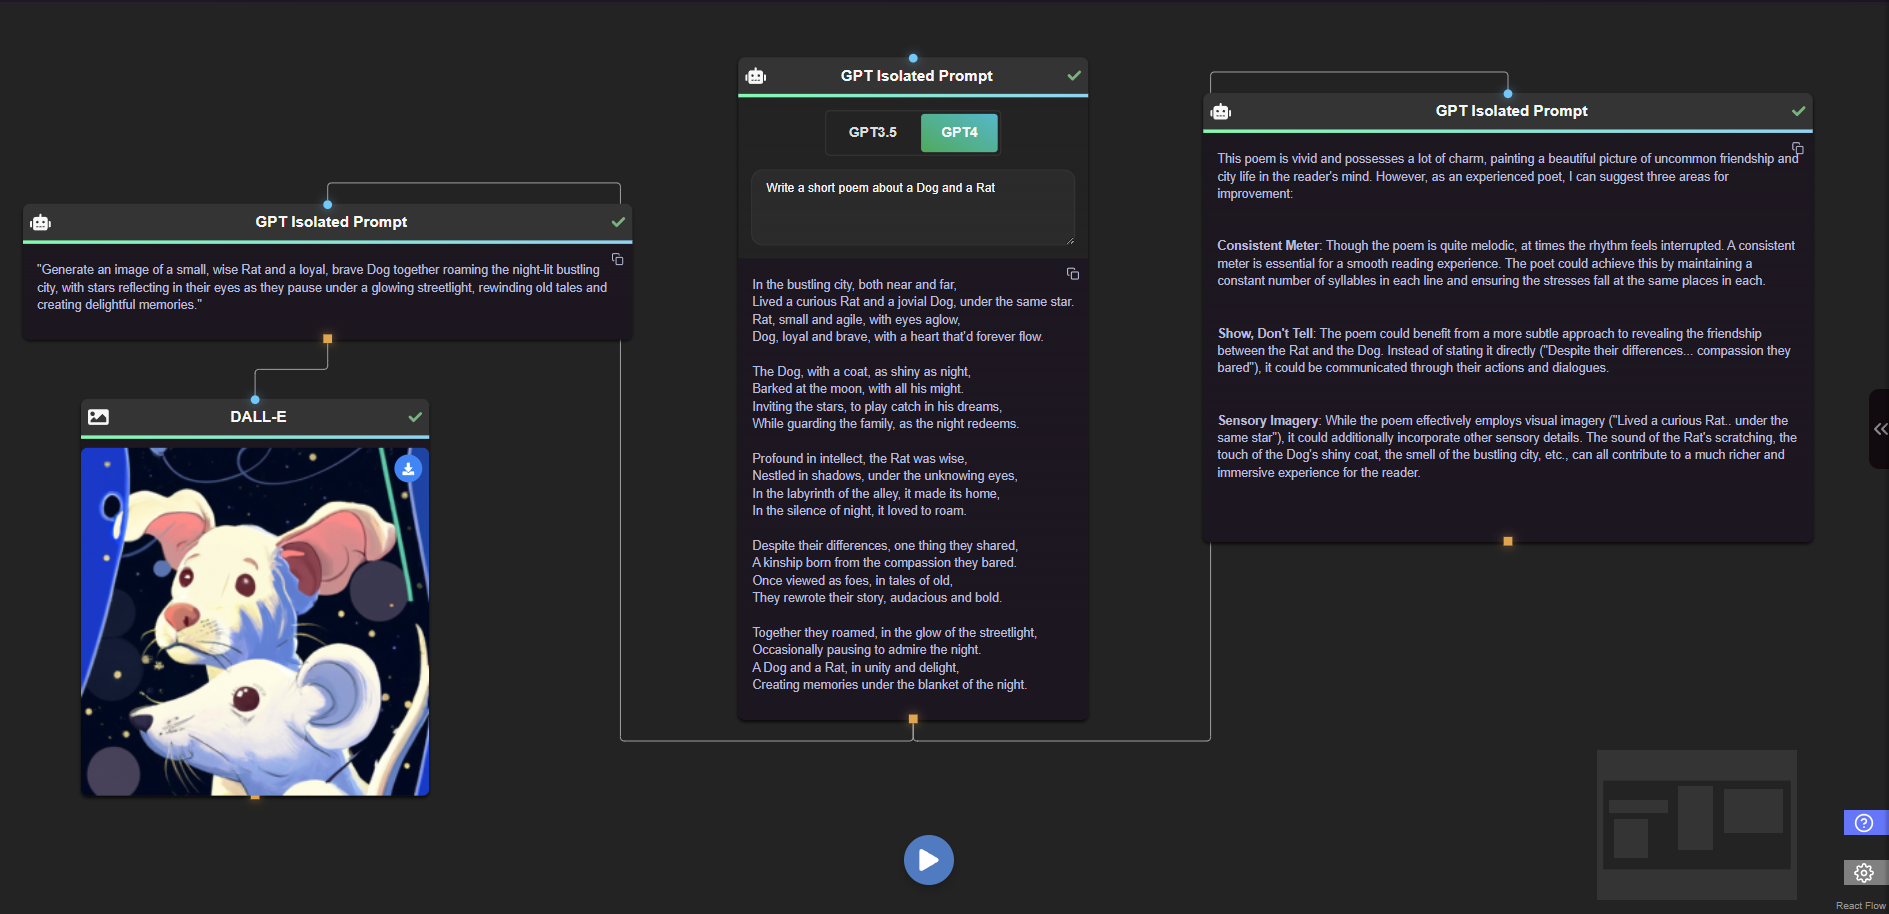 GPT Isolated Prompt
"Generate an image of a small, wise Rat and a loyal, brave Dog together roaming the night-lit bustling
city, with stars reflecting in their eyes as they pause under a glowing streetlight, rewinding old tales and
creating delightful memories."
DALL-E
GPT Isolated Prompt
GPT3.5
GPT4
Write a short poem about a Dog and a Rat
In the bustling city, both near and far,
Lived a curious Rat and a jovial Dog, under the same star.
Rat, small and agile, with eyes aglow,
Dog, loyal and brave, with a heart that'd forever flow.
The Dog, with a coat, as shiny as night,
Barked at the moon, with all his might.
Inviting the stars, to play catch in his dreams,
While guarding the family, as the night redeems.
Profound in intellect, the Rat was wise,
Nestled in shadows, under the unknowing eyes,
In the labyrinth of the alley, it made its home,
In the silence of night, it loved to roam.
Despite their differences, one thing they shared,
A kinship born from the compassion they bared.
Once viewed as foes, in tales of old,
They rewrote their story, audacious and bold.
Together they roamed, in the glow of the streetlight,
Occasionally pausing to admire the night.
A Dog and a Rat, in unity and delight,
Creating memories under the blanket of the night.
GPT Isolated Prompt
This poem is vivid and possesses a lot of charm, painting a beautiful picture of uncommon friendship and
city life in the reader's mind. However, as an experienced poet, I can suggest three areas for
improvement:
Consistent Meter: Though the poem is quite melodic, at times the rhythm feels interrupted. A consistent
meter is essential for a smooth reading experience. The poet could achieve this by maintaining a
constant number of syllables in each line and ensuring the stresses fall at the same places in each.
Show, Don't Tell: The poem could benefit from a more subtle approach to revealing the friendship
between the Rat and the Dog. Instead of stating it directly ("Despite their differences... compassion they
bared"), it could be communicated through their actions and dialogues.
Sensory Imagery: While the poem effectively employs visual imagery ("Lived a curious Rat.. under the
same star"), it could additionally incorporate other sensory details. The sound of the Rat's scratching, the
touch of the Dog's shiny coat, the smell of the bustling city, etc., can all contribute to a much richer and
immersive experience for the reader.
React Flow